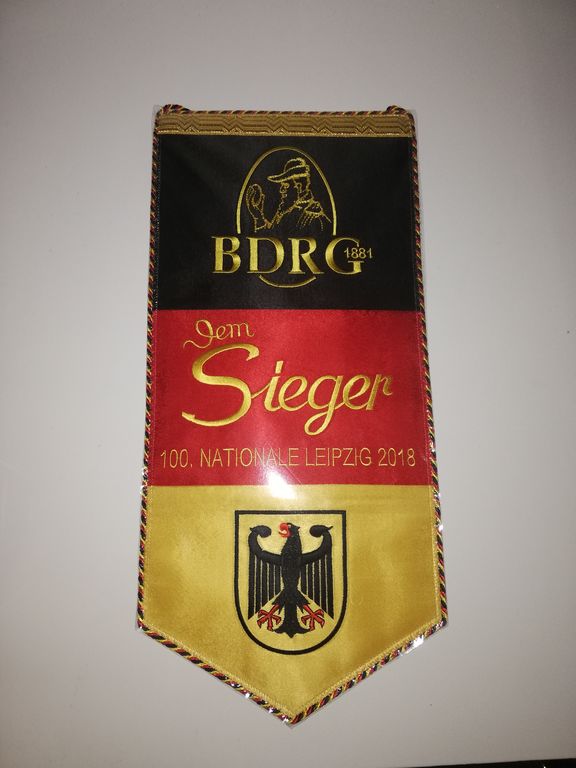 BDRG 1881
Dem
Sieger
100. NATIONALE LEIPZIG 2018